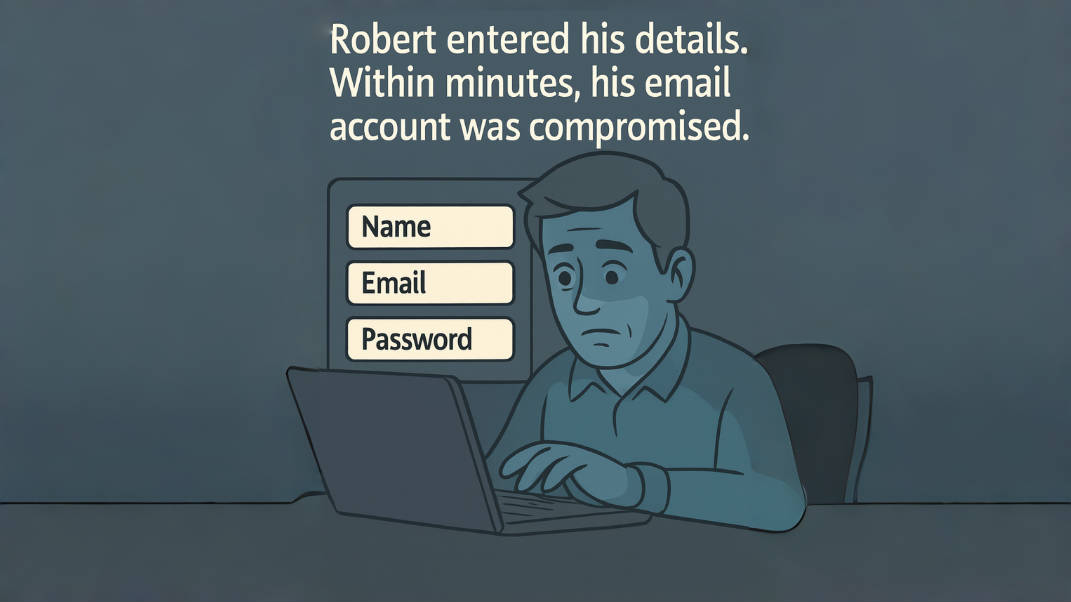 Robert entered his details.
Within minutes, his email
account was compromised.
Name
Email
Password